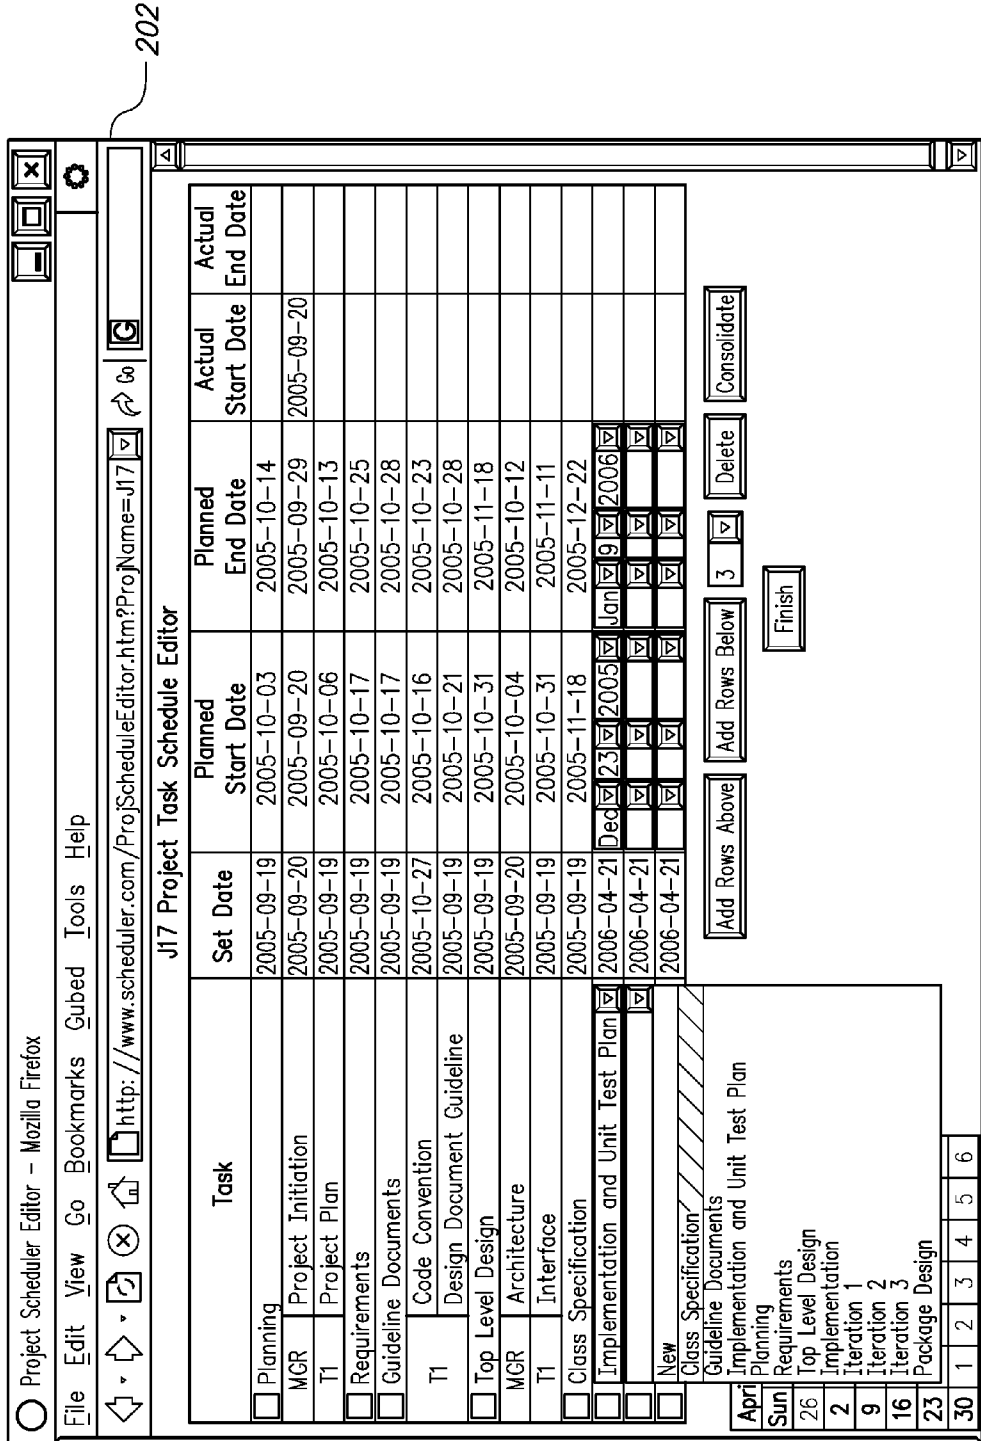 202
Project Scheduler Editor – Mozilla Firefox
File Edit View Go Bookmarks Gubed Tools Help
http://www.scheduler.com/ProjScheduleEditor.htm?ProjName=J17 Go G
J17 Project Task Schedule Editor
Task Set Date Planned Start Date Planned End Date Actual Start Date Actual End Date
Planning 2005-09-19 2005-10-03 2005-10-14
MGR Project Initiation 2005-09-20 2005-09-20 2005-09-29 2005-09-20
T1 Project Plan 2005-09-19 2005-10-06 2005-10-13
Requirements 2005-09-19 2005-10-17 2005-10-25
Guideline Documents 2005-09-19 2005-10-17 2005-10-28
T1 Code Convention 2005-10-27 2005-10-16 2005-10-23
Design Document Guideline 2005-09-19 2005-10-21 2005-10-28
Top Level Design 2005-09-19 2005-10-31 2005-11-18
MGR Architecture 2005-09-20 2005-10-04 2005-10-12
T1 Interface 2005-09-19 2005-10-31 2005-11-11
Class Specification 2005-09-19 2005-11-18 2005-12-22
Implementation and Unit Test Plan 2006-04-21 Dec 23 2005 Jan 9 2006
2006-04-21
New 2006-04-21
Class Specification
Guideline Documents
Implementation and Unit Test Plan
Planning
Requirements
Top Level Design
Implementation
Iteration 1
Iteration 2
Iteration 3
Package Design
Add Rows Above Add Rows Below 3 Delete Consolidate
Finish
Apri
Sun
26
2
9
16
23
30 1 2 3 4 5 6